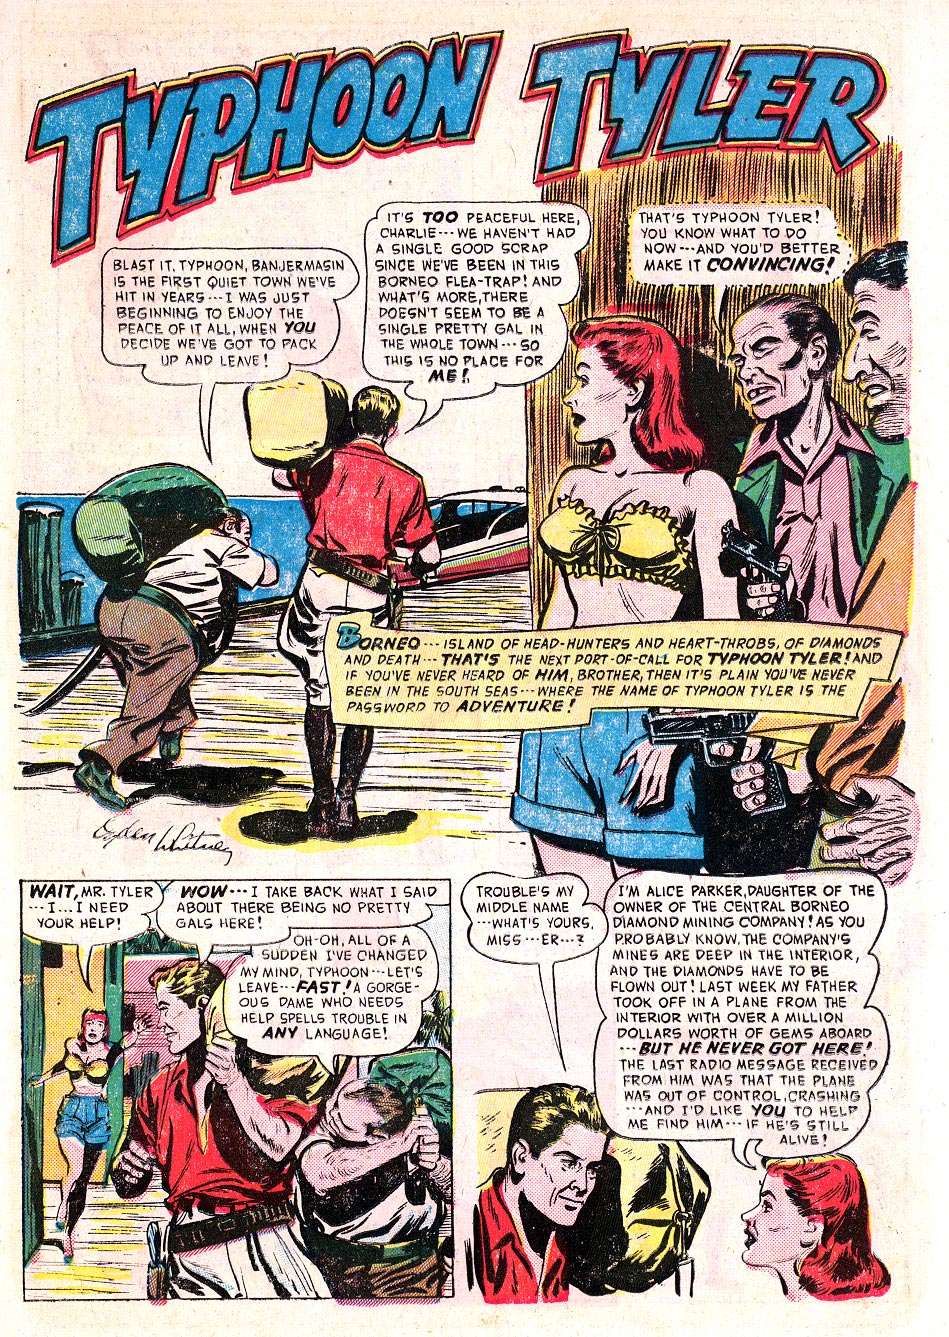 TYPHOON TYLER
BLAST IT, TYPHOON, BANJERMASIN
IS THE FIRST QUIET TOWN WE'VE
HIT IN YEARS---I WAS JUST
BEGINNING TO ENJOY THE
PEACE OF IT ALL, WHEN YOU
DECIDE WE'VE GOT TO PACK
UP AND LEAVE!
IT'S TOO PEACEFUL HERE,
CHARLIE---WE HAVEN'T HAD
A SINGLE GOOD SCRAP
SINCE WE'VE BEEN IN THIS
BORNEO FLEA-TRAP! AND
WHAT'S MORE, THERE
DOESN'T SEEM TO BE A
SINGLE PRETTY GAL IN
THE WHOLE TOWN---SO
THIS IS NO PLACE FOR
ME!
THAT'S TYPHOON TYLER!
YOU KNOW WHAT TO DO
NOW---AND YOU'D BETTER
MAKE IT CONVINCING!
BORNEO---ISLAND OF HEAD-HUNTERS AND HEART-THROBS, OF DIAMONDS
AND DEATH---THAT'S THE NEXT PORT-OF-CALL FOR TYPHOON TYLER! AND
IF YOU'VE NEVER HEARD OF HIM, BROTHER, THEN IT'S PLAIN YOU'VE NEVER
BEEN IN THE SOUTH SEAS---WHERE THE NAME OF TYPHOON TYLER IS THE
PASSWORD TO ADVENTURE!
Ogden Whitney
WAIT, MR. TYLER
---I...I NEED
YOUR HELP!
WOW---I TAKE BACK WHAT I SAID
ABOUT THERE BEING NO PRETTY
GALS HERE!
OH-OH, ALL OF A
SUDDEN I'VE CHANGED
MY MIND, TYPHOON---LET'S
LEAVE---FAST! A GORGE-
OUS DAME WHO NEEDS
HELP SPELLS TROUBLE IN
ANY LANGUAGE!
TROUBLE'S MY
MIDDLE NAME
---WHAT'S YOURS,
MISS---ER---?
I'M ALICE PARKER, DAUGHTER OF THE
OWNER OF THE CENTRAL BORNEO
DIAMOND MINING COMPANY! AS YOU
PROBABLY KNOW, THE COMPANY'S
MINES ARE DEEP IN THE INTERIOR,
AND THE DIAMONDS HAVE TO BE
FLOWN OUT! LAST WEEK MY FATHER
TOOK OFF IN A PLANE FROM THE
INTERIOR WITH OVER A MILLION
DOLLARS WORTH OF GEMS ABOARD
---BUT HE NEVER GOT HERE!
THE LAST RADIO MESSAGE RECEIVED
FROM HIM WAS THAT THE PLANE
WAS OUT OF CONTROL, CRASHING
---AND I'D LIKE YOU TO HELP
ME FIND HIM---IF HE'S STILL
ALIVE!